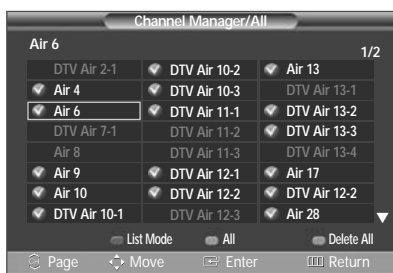 Channel Manager/All
Air 6
1/2
DTV Air 2-1 DTV Air 10-2 Air 13
Air 4 DTV Air 10-3 DTV Air 13-1
Air 6 DTV Air 11-1 DTV Air 13-2
DTV Air 7-1 DTV Air 11-2 DTV Air 13-3
Air 8 DTV Air 11-3 DTV Air 13-4
Air 9 DTV Air 12-1 Air 17
Air 10 DTV Air 12-2 DTV Air 12-2
DTV Air 10-1 DTV Air 12-3 Air 28
List Mode All Delete All
Page Move Enter Return